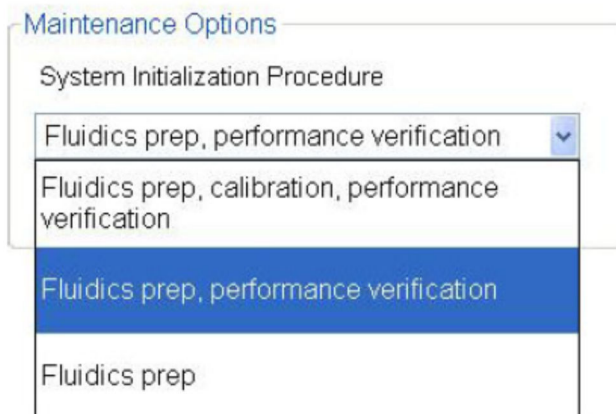 Maintenance Options
System Initialization Procedure
Fluidics prep, performance verification
Fluidics prep, calibration, performance
verification
Fluidics prep, performance verification
Fluidics prep